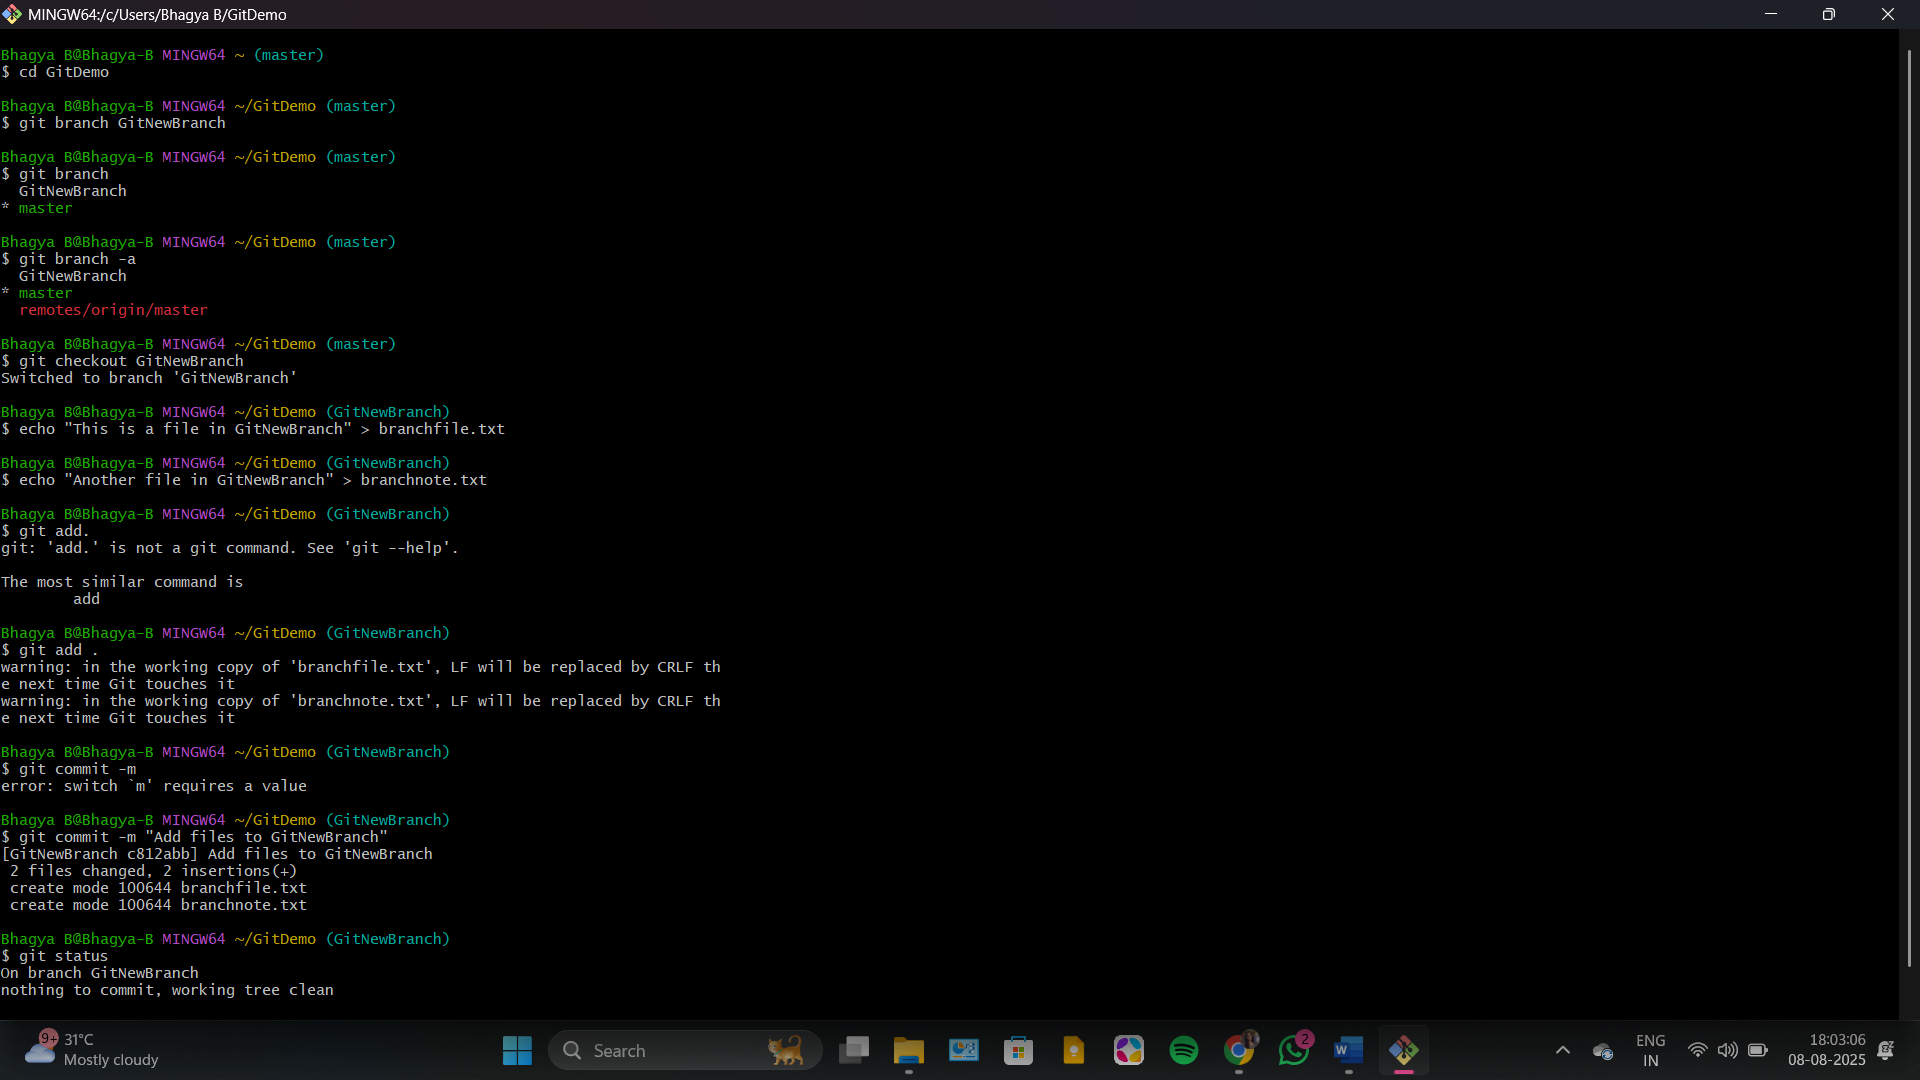 MINGW64:/c/Users/Bhagya B/GitDemo
Bhagya B@Bhagya-B MINGW64 ~ (master)
$ cd GitDemo
Bhagya B@Bhagya-B MINGW64 ~/GitDemo (master)
$ git branch GitNewBranch
Bhagya B@Bhagya-B MINGW64 ~/GitDemo (master)
$ git branch
  GitNewBranch
* master
Bhagya B@Bhagya-B MINGW64 ~/GitDemo (master)
$ git branch -a
  GitNewBranch
* master
  remotes/origin/master
Bhagya B@Bhagya-B MINGW64 ~/GitDemo (master)
$ git checkout GitNewBranch
Switched to branch 'GitNewBranch'
Bhagya B@Bhagya-B MINGW64 ~/GitDemo (GitNewBranch)
$ echo "This is a file in GitNewBranch" > branchfile.txt
Bhagya B@Bhagya-B MINGW64 ~/GitDemo (GitNewBranch)
$ echo "Another file in GitNewBranch" > branchnote.txt
Bhagya B@Bhagya-B MINGW64 ~/GitDemo (GitNewBranch)
$ git add.
git: 'add.' is not a git command. See 'git --help'.
The most similar command is
        add
Bhagya B@Bhagya-B MINGW64 ~/GitDemo (GitNewBranch)
$ git add .
warning: in the working copy of 'branchfile.txt', LF will be replaced by CRLF th
e next time Git touches it
warning: in the working copy of 'branchnote.txt', LF will be replaced by CRLF th
e next time Git touches it
Bhagya B@Bhagya-B MINGW64 ~/GitDemo (GitNewBranch)
$ git commit -m
error: switch `m' requires a value
Bhagya B@Bhagya-B MINGW64 ~/GitDemo (GitNewBranch)
$ git commit -m "Add files to GitNewBranch"
[GitNewBranch c812abb] Add files to GitNewBranch
 2 files changed, 2 insertions(+)
 create mode 100644 branchfile.txt
 create mode 100644 branchnote.txt
Bhagya B@Bhagya-B MINGW64 ~/GitDemo (GitNewBranch)
$ git status
On branch GitNewBranch
nothing to commit, working tree clean
9+
31°C
Mostly cloudy
Search
2
W
ENG
IN
18:03:06
08-08-2025